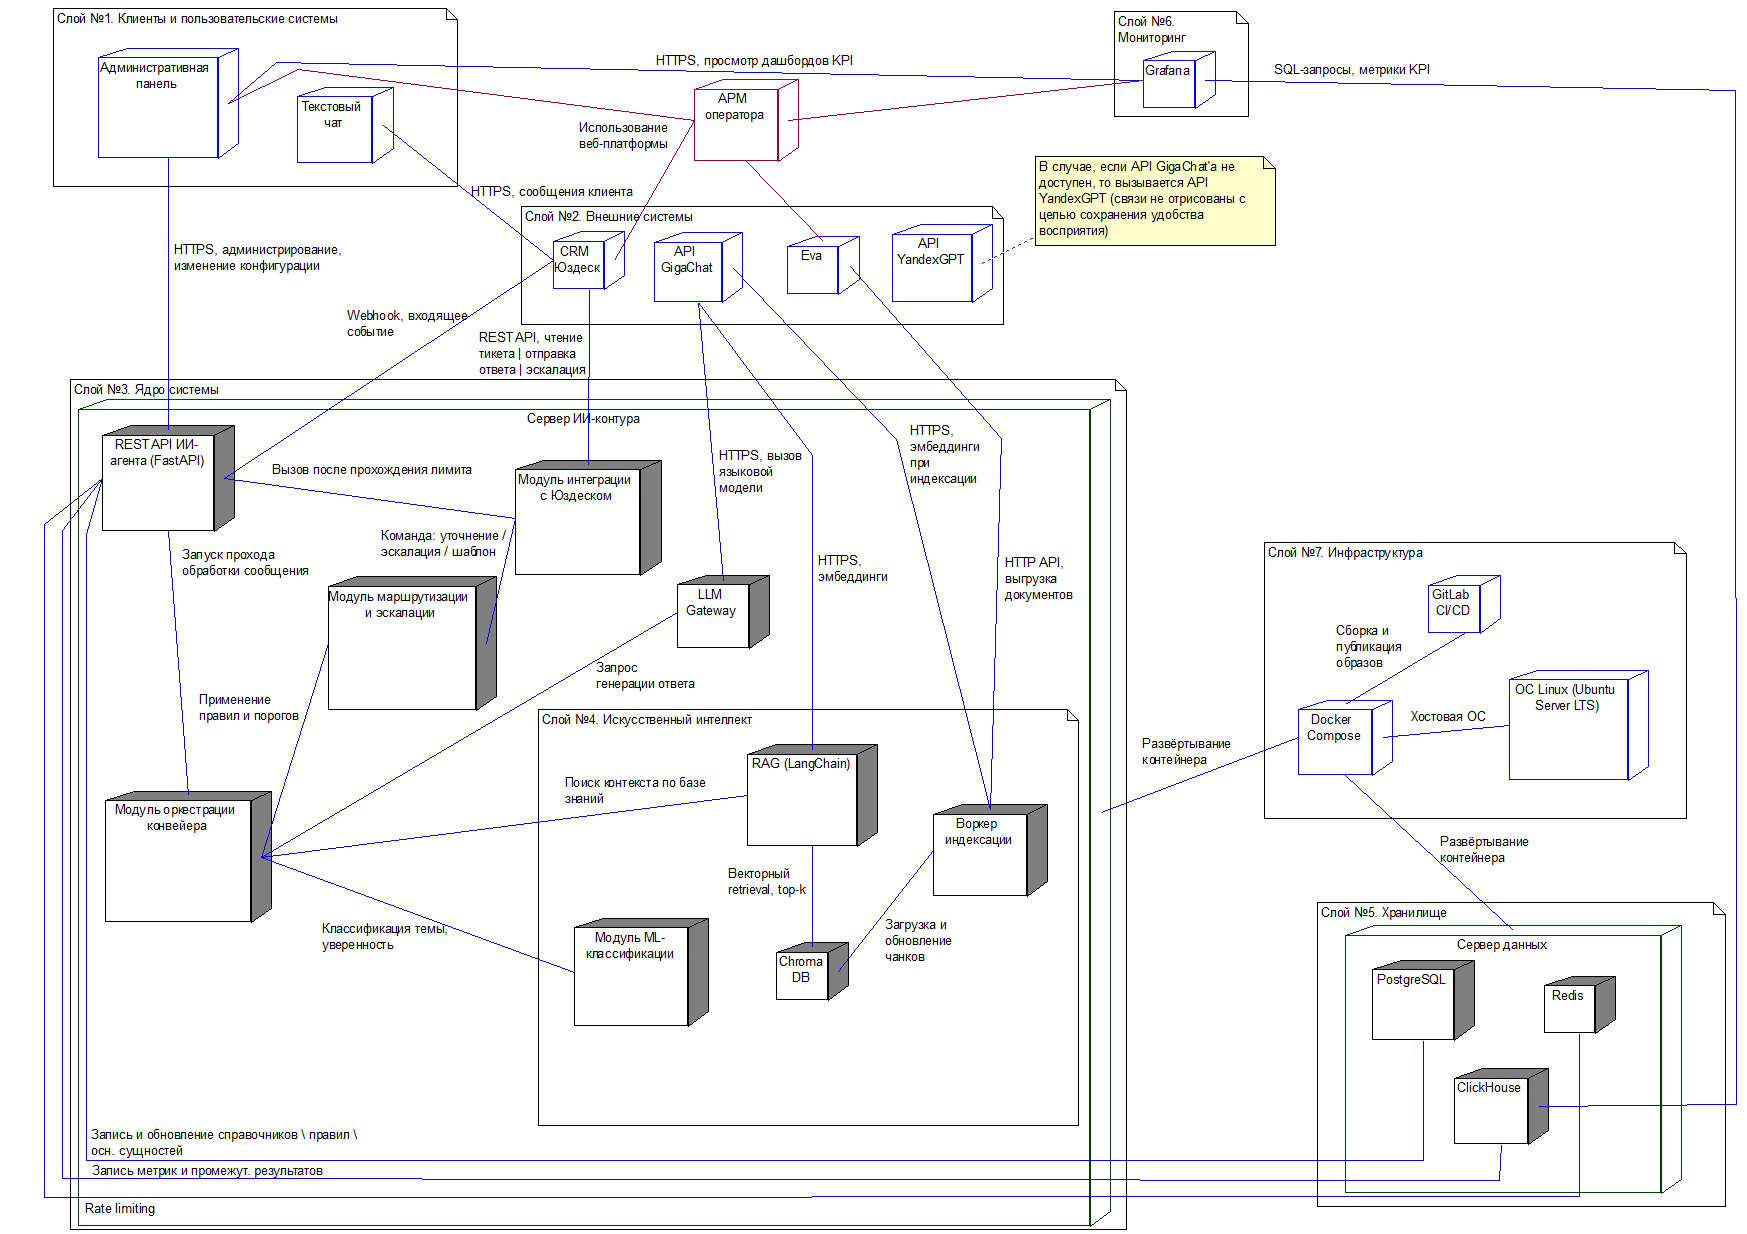 Слой №1. Клиенты и пользовательские системы
Административная
панель
Текстовый
чат
HTTPS, просмотр дашбордов KPI
АРМ
оператора
Использование
веб-платформы
Слой №6.
Мониторинг
Grafana
SQL-запросы, метрики KPI
В случае, если API GigaChat'а не
доступен, то вызывается API
YandexGPT (связи не отрисованы с
целью сохранения удобства
восприятия)
HTTPS, сообщения клиента
Слой №2. Внешние системы
CRM
Юздеск
API
GigaChat
Eva
API
YandexGPT
HTTPS, администрирование,
изменение конфигурации
Webhook, входящее
событие
REST API, чтение
тикета | отправка
ответа | эскалация
Слой №3. Ядро системы
Сервер ИИ-контура
REST API ИИ-
агента (FastAPI)
Вызов после прохождения лимита
Модуль интеграции
с Юздеском
HTTPS, вызов
языковой
модели
HTTPS,
эмбеддинги
при
индексации
Команда: уточнение /
эскалация / шаблон
Запуск прохода
обработки сообщения
Модуль маршрутизации
и эскалации
LLM
Gateway
HTTPS,
эмбеддинги
HTTP API,
выгрузка
документов
Запрос
генерации ответа
Применение
правил и порогов
Слой №4. Искусственный интеллект
RAG (LangChain)
Поиск контекста по базе
знаний
Модуль оркестрации
конвейера
Воркер
индексации
Векторный
retrieval, top-k
Классификация темы,
уверенность
Модуль ML-
классификации
Chroma
DB
Загрузка и
обновление
чанков
Запись и обновление справочников \ правил \
осн. сущностей
Запись метрик и промежут. результатов
Rate limiting
Слой №7. Инфраструктура
GitLab
CI/CD
Сборка и
публикация
образов
ОС Linux (Ubuntu
Server LTS)
Docker
Compose
Хостовая ОС
Развёртывание
контейнера
Развёртывание
контейнера
Слой №5. Хранилище
Сервер данных
PostgreSQL
Redis
ClickHouse